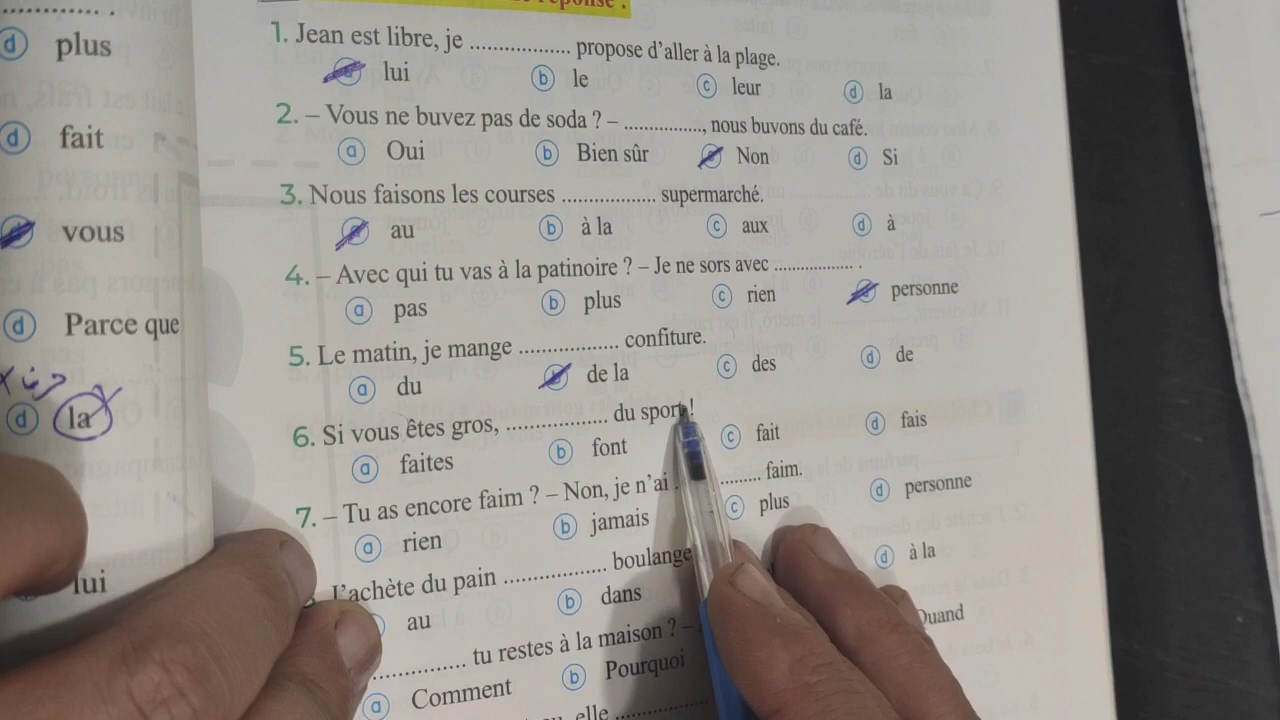 plus
d fait
vous
d Parce que
d la
lui
réponse :
1. Jean est libre, je .................. propose d'aller à la plage.
lui b le c leur d la
2. – Vous ne buvez pas de soda ? – ................, nous buvons du café.
a Oui b Bien sûr Non d Si
3. Nous faisons les courses ................. supermarché.
au b à la c aux d à
4. – Avec qui tu vas à la patinoire ? – Je ne sors avec ................. .
a pas b plus c rien personne
5. Le matin, je mange .................. confiture.
a du de la c des d de
6. Si vous êtes gros, .................. du sport !
a faites b font c fait d fais
7. – Tu as encore faim ? – Non, je n'ai ......... faim.
a rien b jamais c plus d personne
J'achète du pain .................. boulange
au b dans d à la
................ tu restes à la maison ? –
a Comment b Pourquoi Quand
elle ................